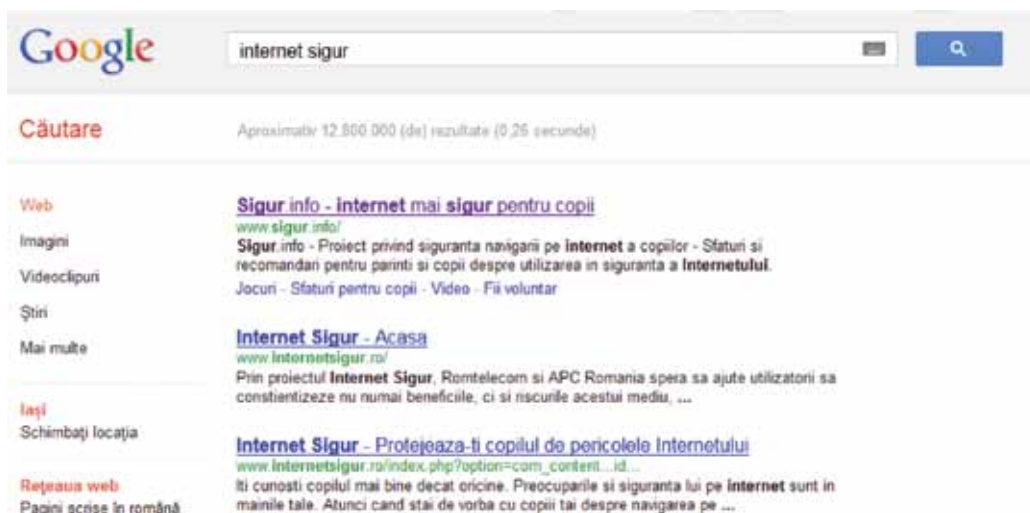 Google
internet sigur
Căutare
Aproximativ 12.800.000 (de) rezultate (0,26 secunde)
Web
Imagini
Videoclipuri
Știri
Mai multe
Iași
Schimbați locația
Rețeaua web
Pagini scrise în română
Sigur.info - internet mai sigur pentru copii
www.sigur.info/
Sigur.info - Proiect privind siguranta navigarii pe internet a copiilor - Sfaturi si
recomandari pentru parinti si copii despre utilizarea in siguranta a Internetului.
Jocuri - Sfaturi pentru copii - Video - Fii voluntar
Internet Sigur - Acasa
www.internetsigur.ro/
Prin proiectul Internet Sigur, Romtelecom si APC Romania spera sa ajute utilizatorii sa
constientizeze nu numai beneficiile, ci si riscurile acestui mediu, ...
Internet Sigur - Protejeaza-ti copilul de pericolele Internetului
www.internetsigur.ro/index.php?option=com_content...id...
Iti cunosti copilul mai bine decat oricine. Preocuparile si siguranta lui pe internet sunt in
mainile tale. Atunci cand stai de vorba cu copiii tai despre navigarea pe ...